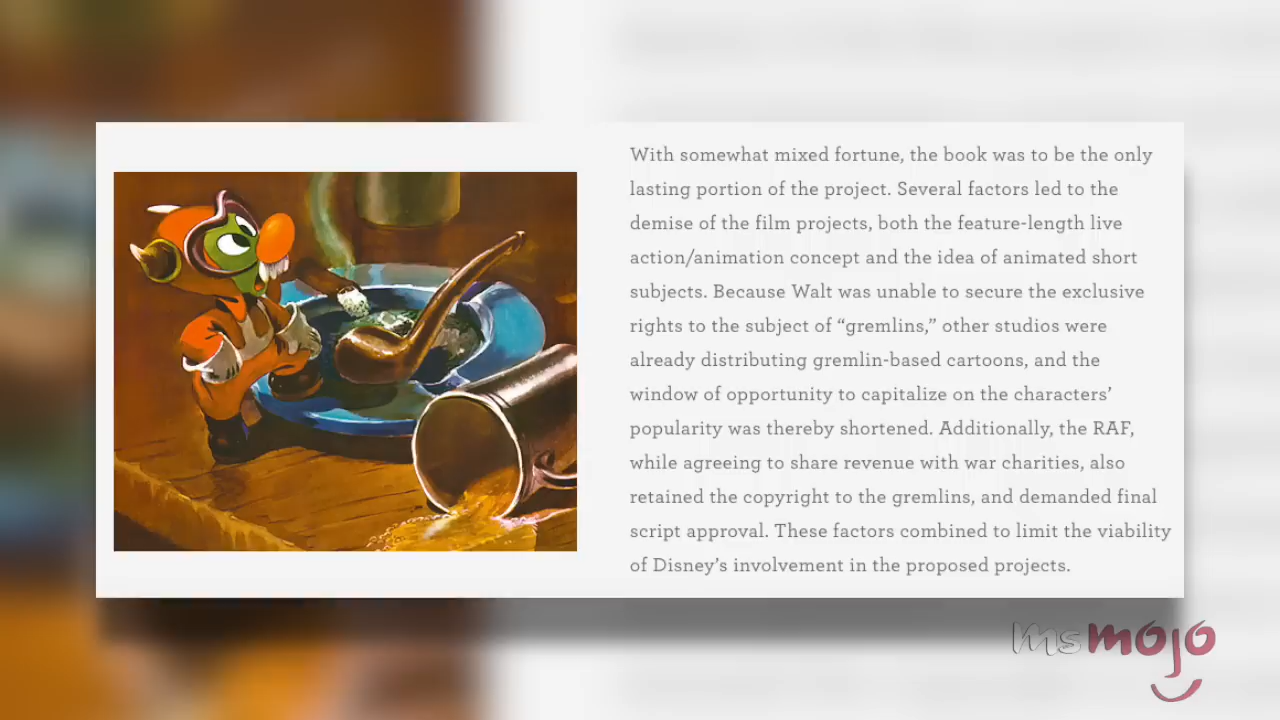 With somewhat mixed fortune, the book was to be the only
lasting portion of the project. Several factors led to the
demise of the film projects, both the feature-length live
action/animation concept and the idea of animated short
subjects. Because Walt was unable to secure the exclusive
rights to the subject of “gremlins,” other studios were
already distributing gremlin-based cartoons, and the
window of opportunity to capitalize on the characters’
popularity was thereby shortened. Additionally, the RAF,
while agreeing to share revenue with war charities, also
retained the copyright to the gremlins, and demanded final
script approval. These factors combined to limit the viability
of Disney’s involvement in the proposed projects.
msmojo